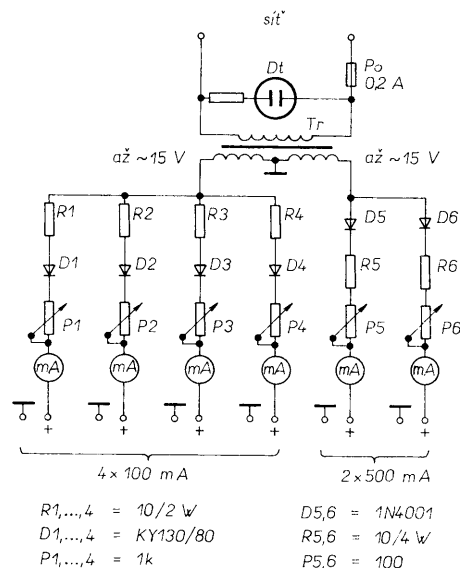 síť
Dt
Po
0,2 A
Tr
až ~ 15 V
až ~ 15 V
R1
R2
R3
R4
D5
D6
D1
D2
D3
D4
R5
R6
P1
P2
P3
P4
P5
P6
mA
mA
mA
mA
mA
mA
+
+
+
+
+
+
4 × 100 mA
2 × 500 mA
R1,...,4 = 10/2 W
D1,...,4 = KY130/80
P1,...,4 = 1k
D5,6 = 1N4001
R5,6 = 10/4 W
P5,6 = 100